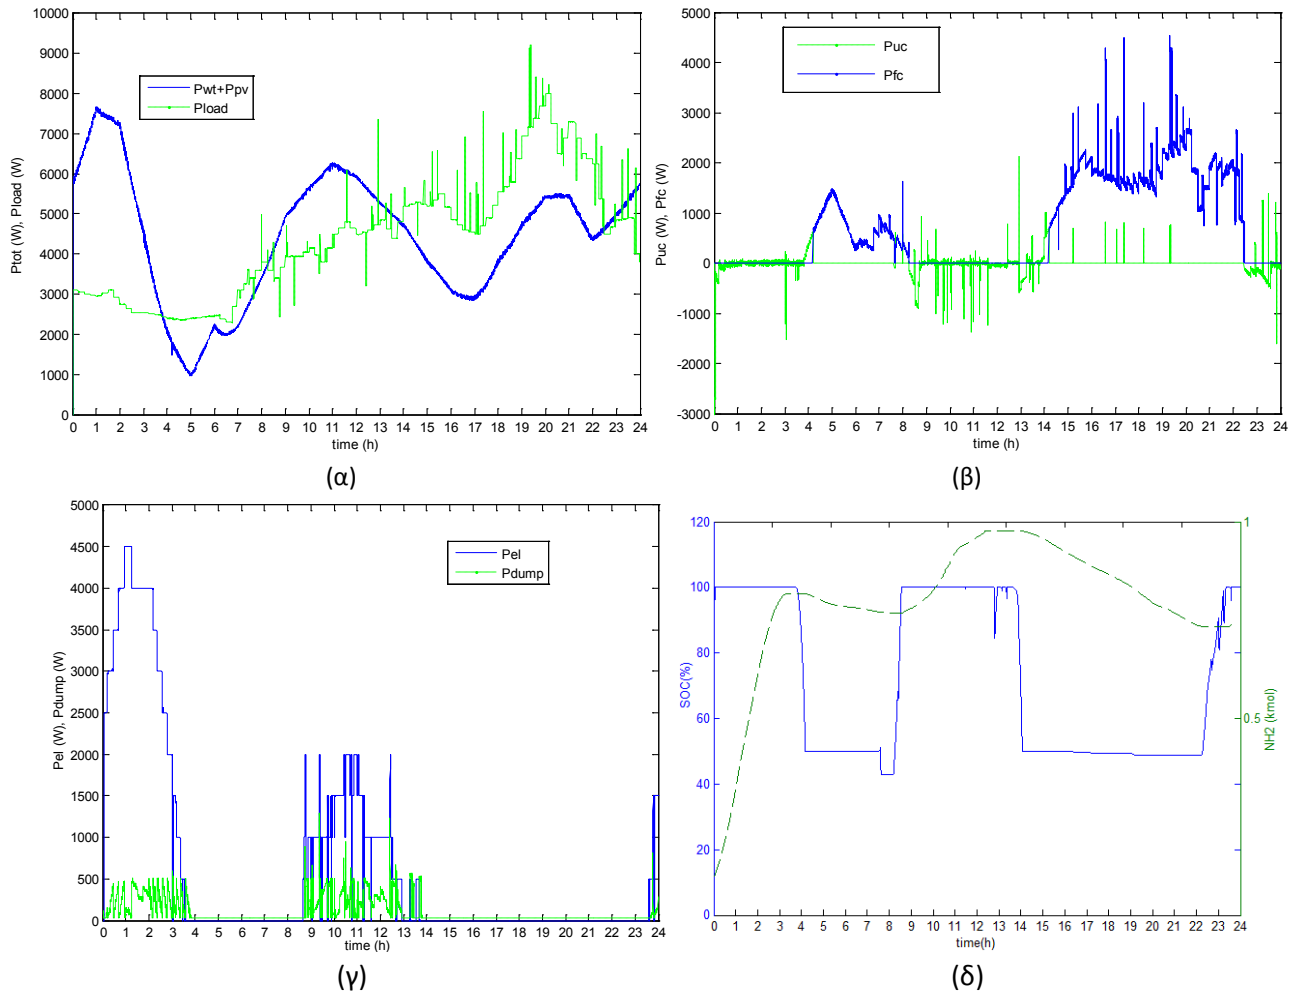 10000
9000
8000
7000
6000
5000
4000
3000
2000
1000
0
Ptot (W), Pload (W)
Pwt+Ppv
Pload
0 1 2 3 4 5 6 7 8 9 10 11 12 13 14 15 16 17 18 19 20 21 22 23 24
time (h)
(α)
5000
4000
3000
2000
1000
0
-1000
-2000
-3000
Puc (W), Pfc (W)
Puc
Pfc
0 1 2 3 4 5 6 7 8 9 10 11 12 13 14 15 16 17 18 19 20 21 22 23 24
time (h)
(β)
5000
4500
4000
3500
3000
2500
2000
1500
1000
500
0
Pel (W), Pdump (W)
Pel
Pdump
0 1 2 3 4 5 6 7 8 9 10 11 12 13 14 15 16 17 18 19 20 21 22 23 24
time (h)
(γ)
120
100
80
60
40
20
0
SOC(%)
1
0.5
NH2 (kmol)
0 1 2 3 4 5 6 7 8 9 10 11 12 13 14 15 16 17 18 19 20 21 22 23 24
time(h)
(δ)